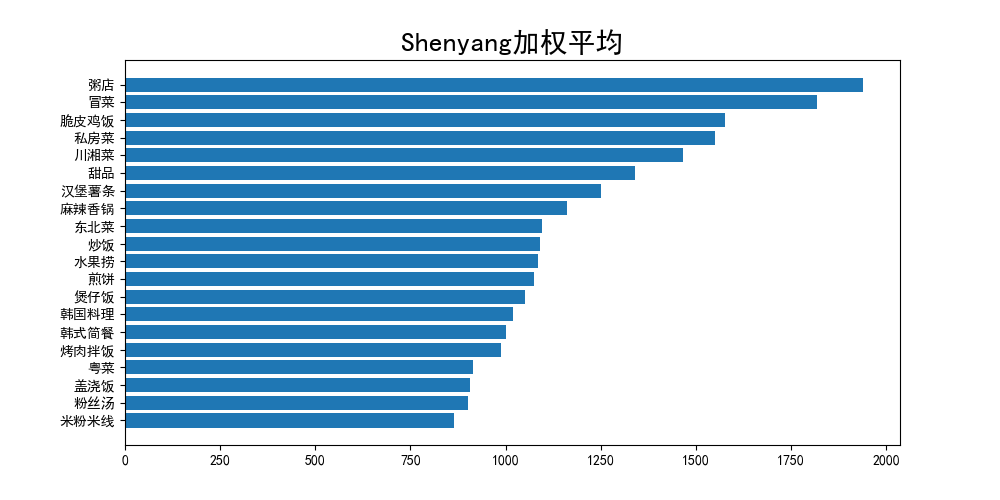 Shenyang加权平均
粥店
冒菜
脆皮鸡饭
私房菜
川湘菜
甜品
汉堡薯条
麻辣香锅
东北菜
炒饭
水果捞
煎饼
煲仔饭
韩国料理
韩式简餐
烤肉拌饭
粤菜
盖浇饭
粉丝汤
米粉米线
0 250 500 750 1000 1250 1500 1750 2000